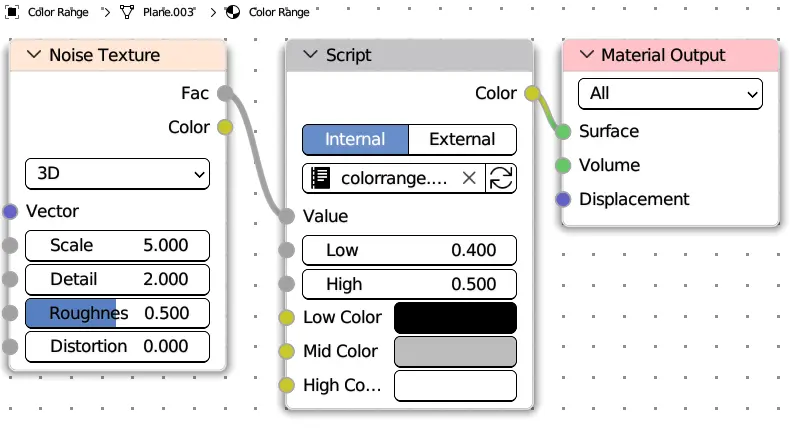 Color Range > Plane.003 > Color Range
Noise Texture
Fac
Color
3D
Vector
Scale 5.000
Detail 2.000
Roughnes 0.500
Distortion 0.000
Script
Color
Internal External
colorrange....
Value
Low 0.400
High 0.500
Low Color
Mid Color
High Co...
Material Output
All
Surface
Volume
Displacement